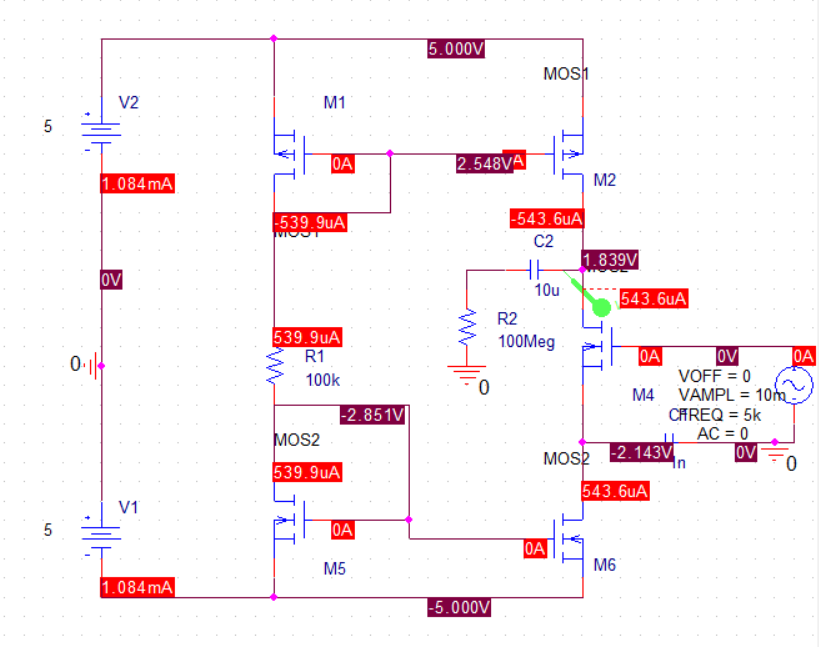 5.000V
MOS1
V2
M1
5
0A
2.548V
A
1.084mA
M2
-539.9uA
-543.6uA
MOS1
C2
1.839V
MOS2
0V
10u
543.6uA
R2
100Meg
539.9uA
0A
0V
0A
R1
0
100k
VOFF = 0
0
M4
VAMPL = 10m
-2.851V
FREQ = 5k
AC = 0
MOS2
-2.143V
0V
MOS2
1n
0
539.9uA
543.6uA
V1
5
0A
0A
M5
M6
1.084mA
-5.000V